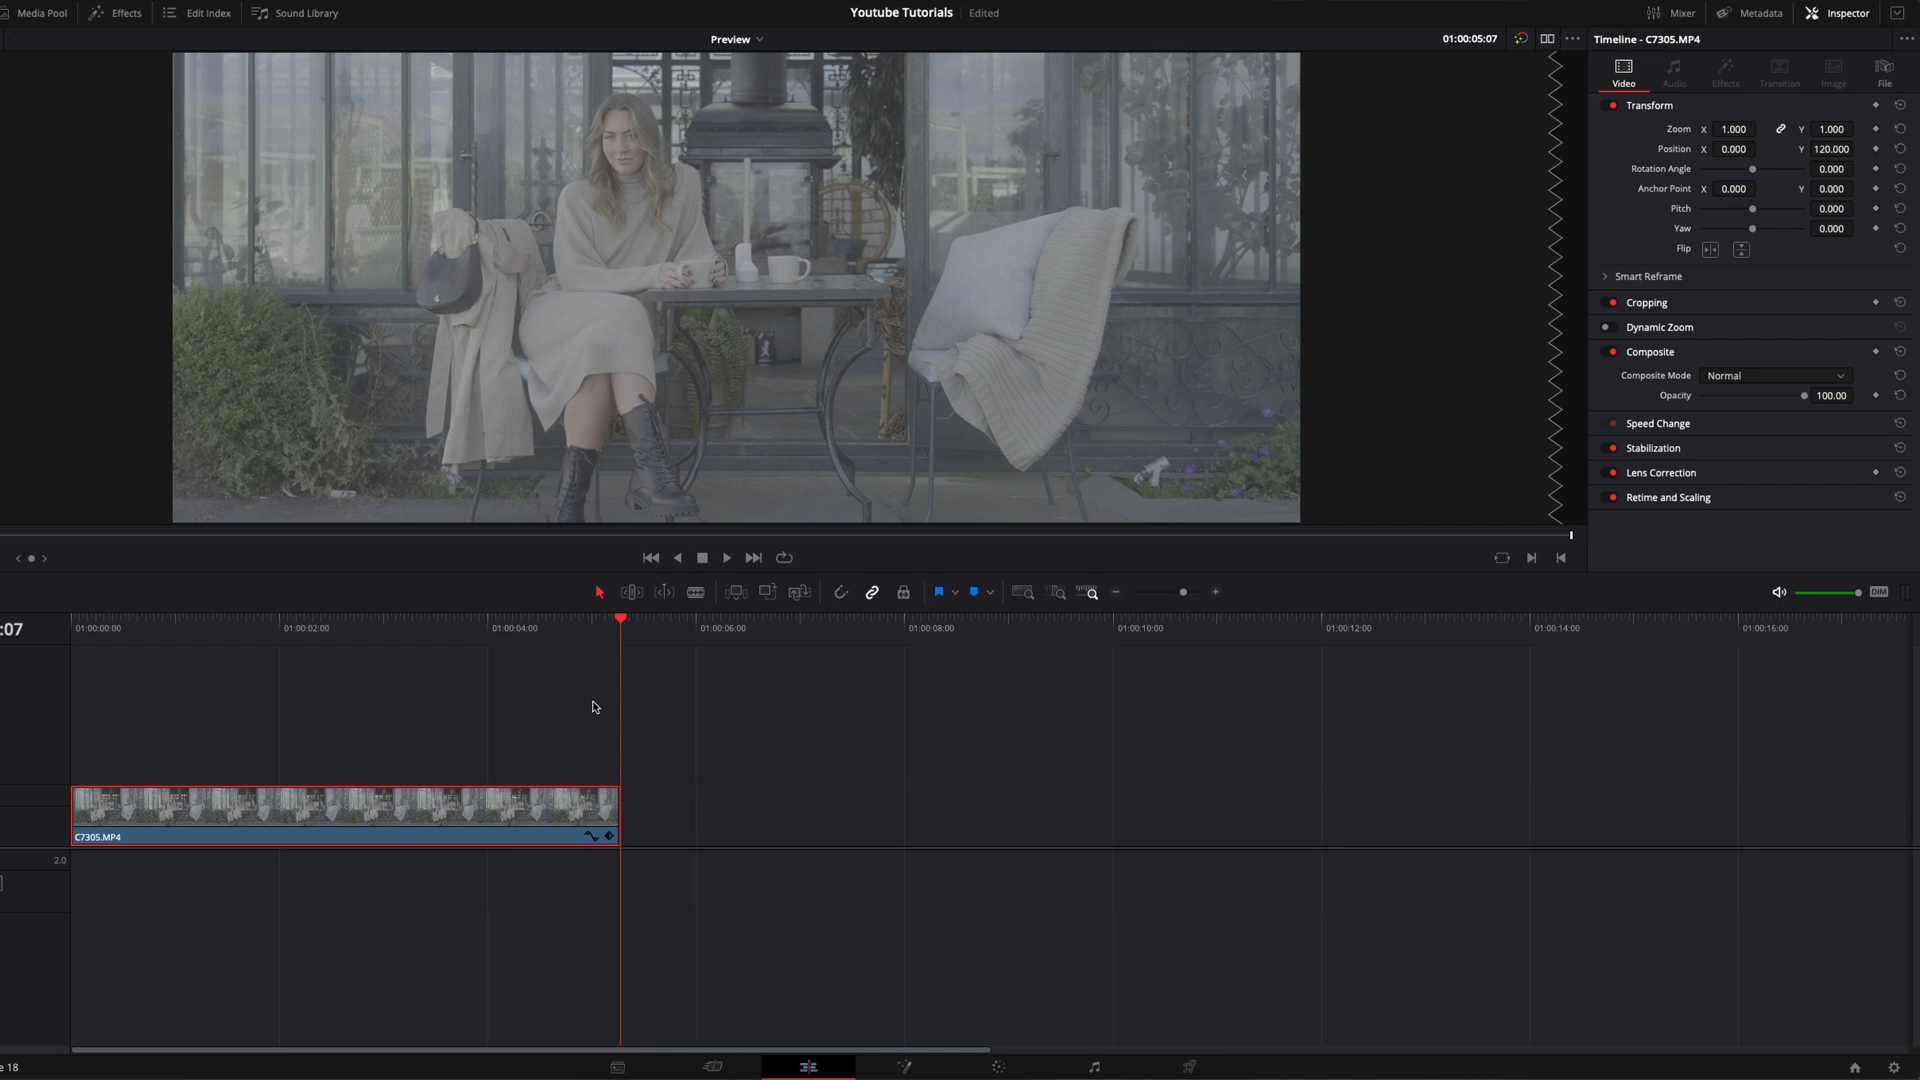 Media Pool
Effects
Edit Index
Sound Library
Youtube Tutorials
Edited
Mixer
Metadata
Inspector
Preview
01:00:05:07
Timeline - C7305.MP4
Video
Audio
Effects
Transition
Image
File
Transform
Zoom X 1.000 Y 1.000
Position X 0.000 Y 120.000
Rotation Angle 0.000
Anchor Point X 0.000 Y 0.000
Pitch 0.000
Yaw 0.000
Flip
Smart Reframe
Cropping
Dynamic Zoom
Composite
Composite Mode Normal
Opacity 100.00
Speed Change
Stabilization
Lens Correction
Retime and Scaling
DIM
:07
01:00:00:00
01:00:02:00
01:00:04:00
01:00:06:00
01:00:08:00
01:00:10:00
01:00:12:00
01:00:14:00
01:00:16:00
C7305.MP4
2.0
e 18